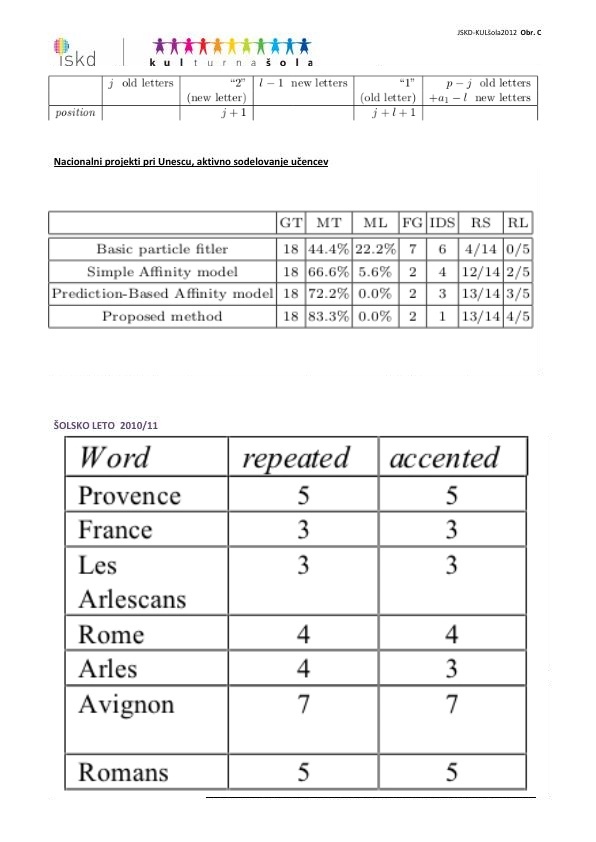 JSKD-KULšola2012 Obr. C
iskd
kulturnašola
j old letters “2” l − 1 new letters “1” p − j old letters
(new letter) (old letter) +a₁ − l new letters
position j + 1 j + l + 1
Nacionalni projekti pri Unescu, aktivno sodelovanje učencev
GT MT ML FG IDS RS RL
Basic particle fitler 18 44.4% 22.2% 7 6 4/14 0/5
Simple Affinity model 18 66.6% 5.6% 2 4 12/14 2/5
Prediction-Based Affinity model 18 72.2% 0.0% 2 3 13/14 3/5
Proposed method 18 83.3% 0.0% 2 1 13/14 4/5
ŠOLSKO LETO 2010/11
Word repeated accented
Provence 5 5
France 3 3
Les 3 3
Arlescans
Rome 4 4
Arles 4 3
Avignon 7 7
Romans 5 5